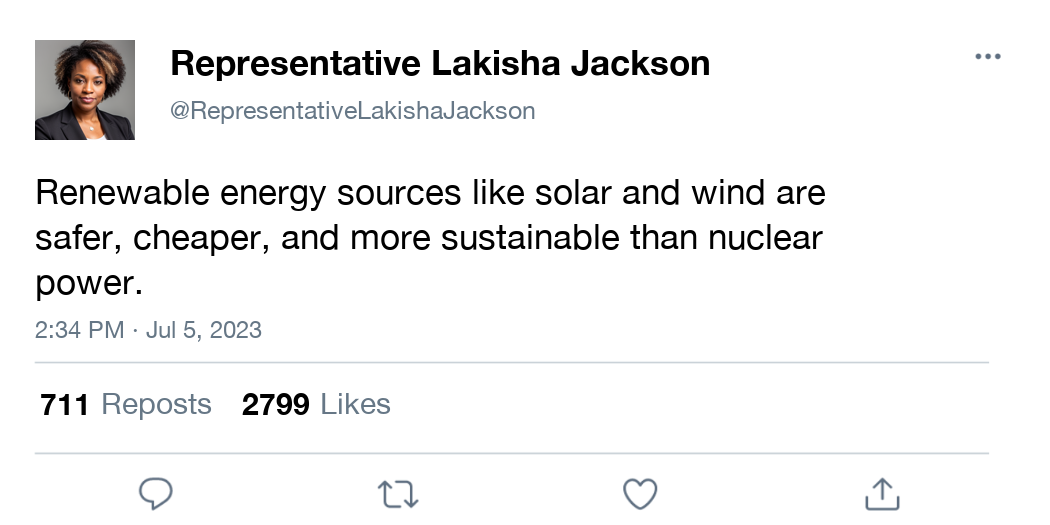 Representative Lakisha Jackson
@RepresentativeLakishaJackson
Renewable energy sources like solar and wind are
safer, cheaper, and more sustainable than nuclear
power.
2:34 PM · Jul 5, 2023
711 Reposts 2799 Likes